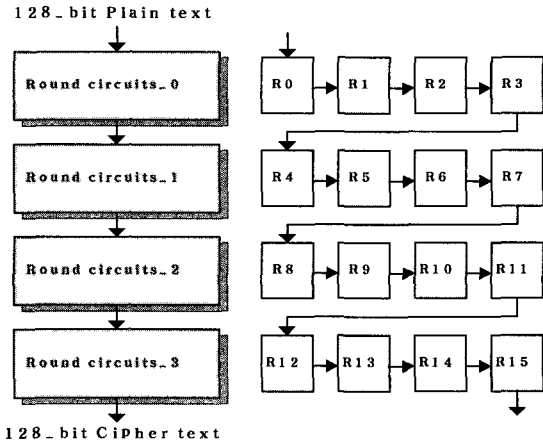 128_bit Plain text
Round circuits_0
R0 R1 R2 R3
Round circuits_1
R4 R5 R6 R7
Round circuits_2
R8 R9 R10 R11
Round circuits_3
R12 R13 R14 R15
128_bit Cipher text